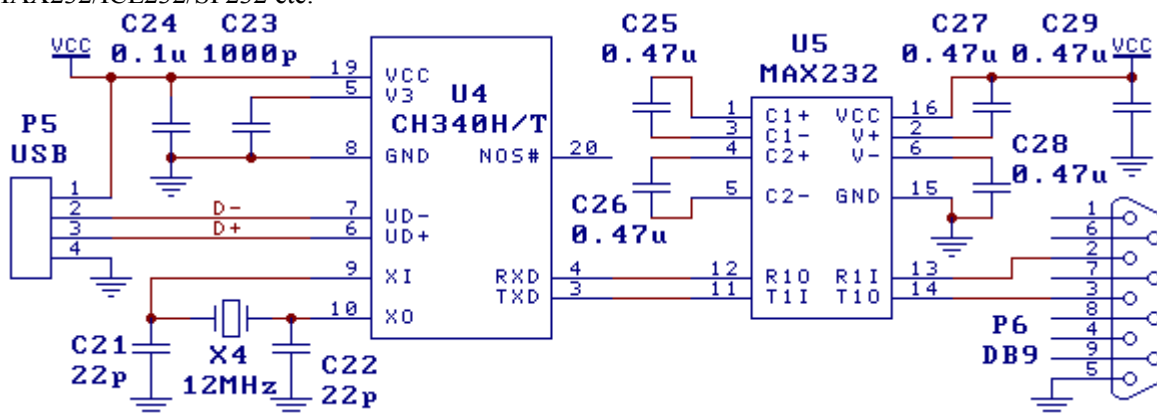 MAX232/ICL232/SP232 etc.
C24 C23 C25 C27 C29
VCC 0.1u 1000p 0.47u U5 0.47u 0.47u VCC
MAX232
19 VCC
5 V3
U4
CH340H/T
P5
USB
8 GND NOS# 20
1
2 D- 7 UD-
3 D+ 6 UD+
4
9 XI RXD 4
TXD 3
10 XO
C21
22p
X4
12MHz
C22
22p
1 C1+ VCC 16
3 C1- V+ 2
4 C2+ V- 6
5 C2- GND 15
C26
0.47u
C28
0.47u
12 R1O R1I 13
11 T1I T1O 14
1
6
2
7
3
8
4
9
5
P6
DB9